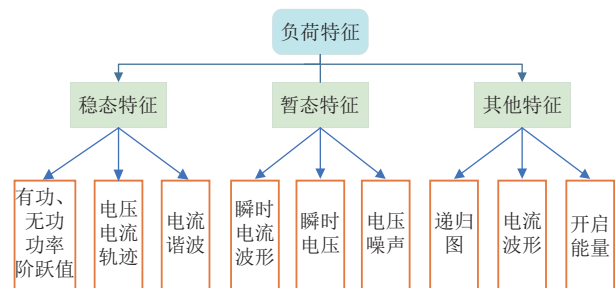 负荷特征
稳态特征
暂态特征
其他特征
有功、
无功
功率
阶跃值
电压
电流
轨迹
电流
谐波
瞬时
电流
波形
瞬时
电压
电压
噪声
递归
图
电流
波形
开启
能量